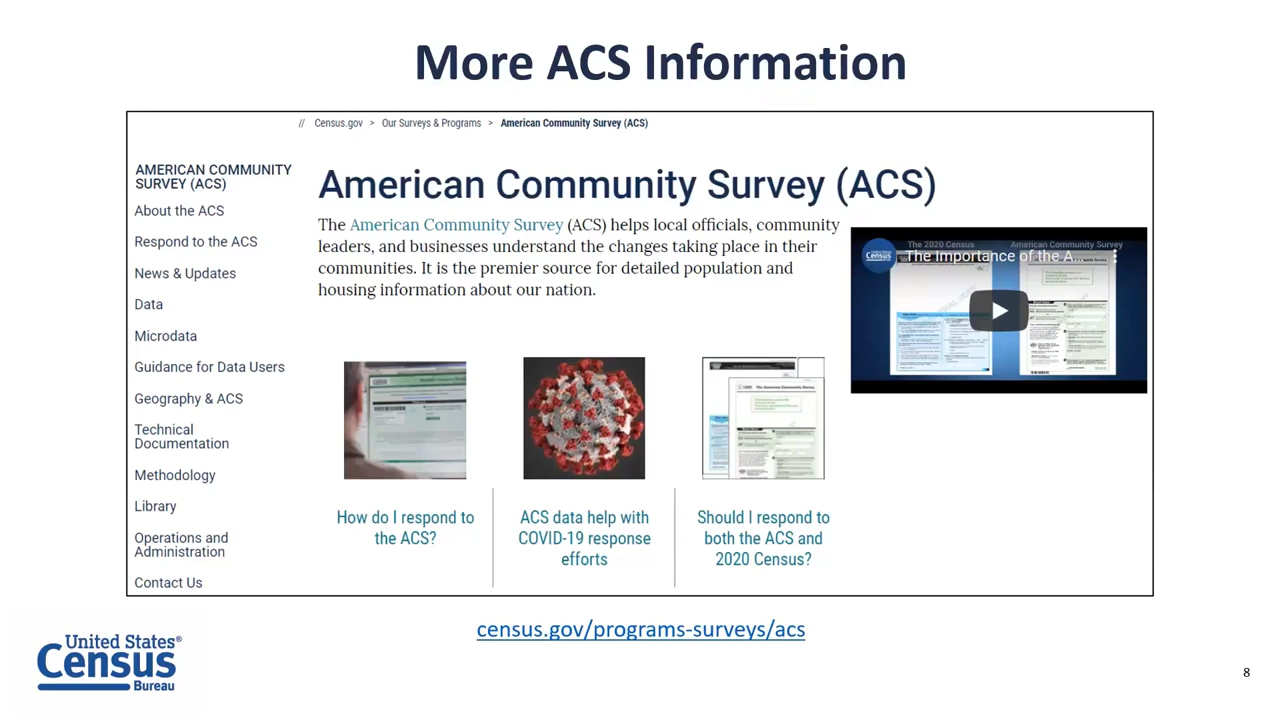 More ACS Information
// Census.gov > Our Surveys & Programs > American Community Survey (ACS)
AMERICAN COMMUNITY
SURVEY (ACS)
About the ACS
Respond to the ACS
News & Updates
Data
Microdata
Guidance for Data Users
Geography & ACS
Technical
Documentation
Methodology
Library
Operations and
Administration
Contact Us
American Community Survey (ACS)
The American Community Survey (ACS) helps local officials, community
leaders, and businesses understand the changes taking place in their
communities. It is the premier source for detailed population and
housing information about our nation.
The 2020 Census
American Community Survey
Census
The Importance of the A
The American Community Survey
How do I respond to
the ACS?
ACS data help with
COVID-19 response
efforts
Should I respond to
both the ACS and
2020 Census?
census.gov/programs-surveys/acs
United States®
Census
Bureau
8